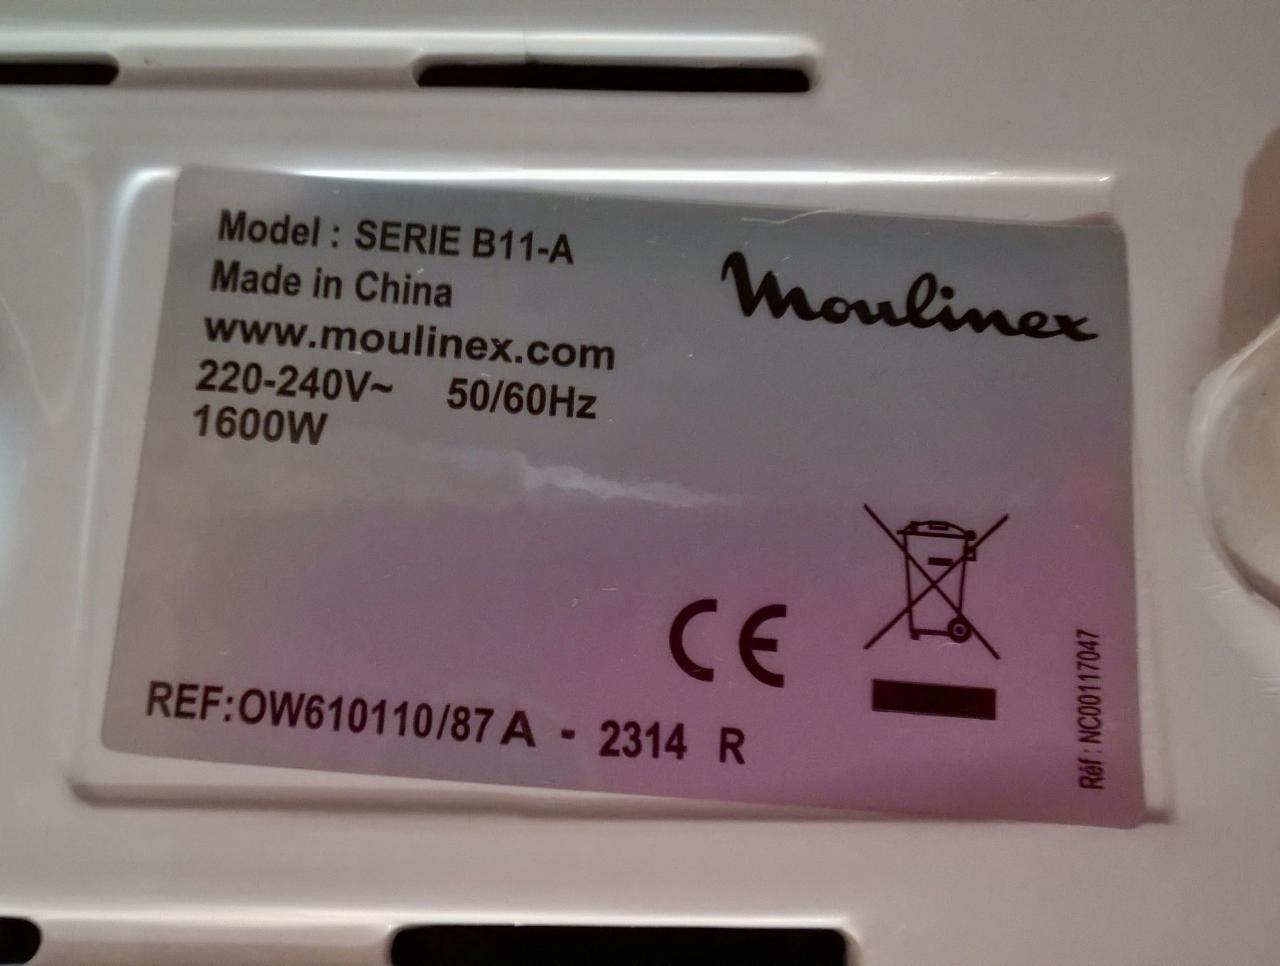 Model : SERIE B11-A
Made in China
www.moulinex.com
220-240V~ 50/60Hz
1600W
Moulinex
CE
REF:OW610110/87 A - 2314 R
Réf : NC00117047